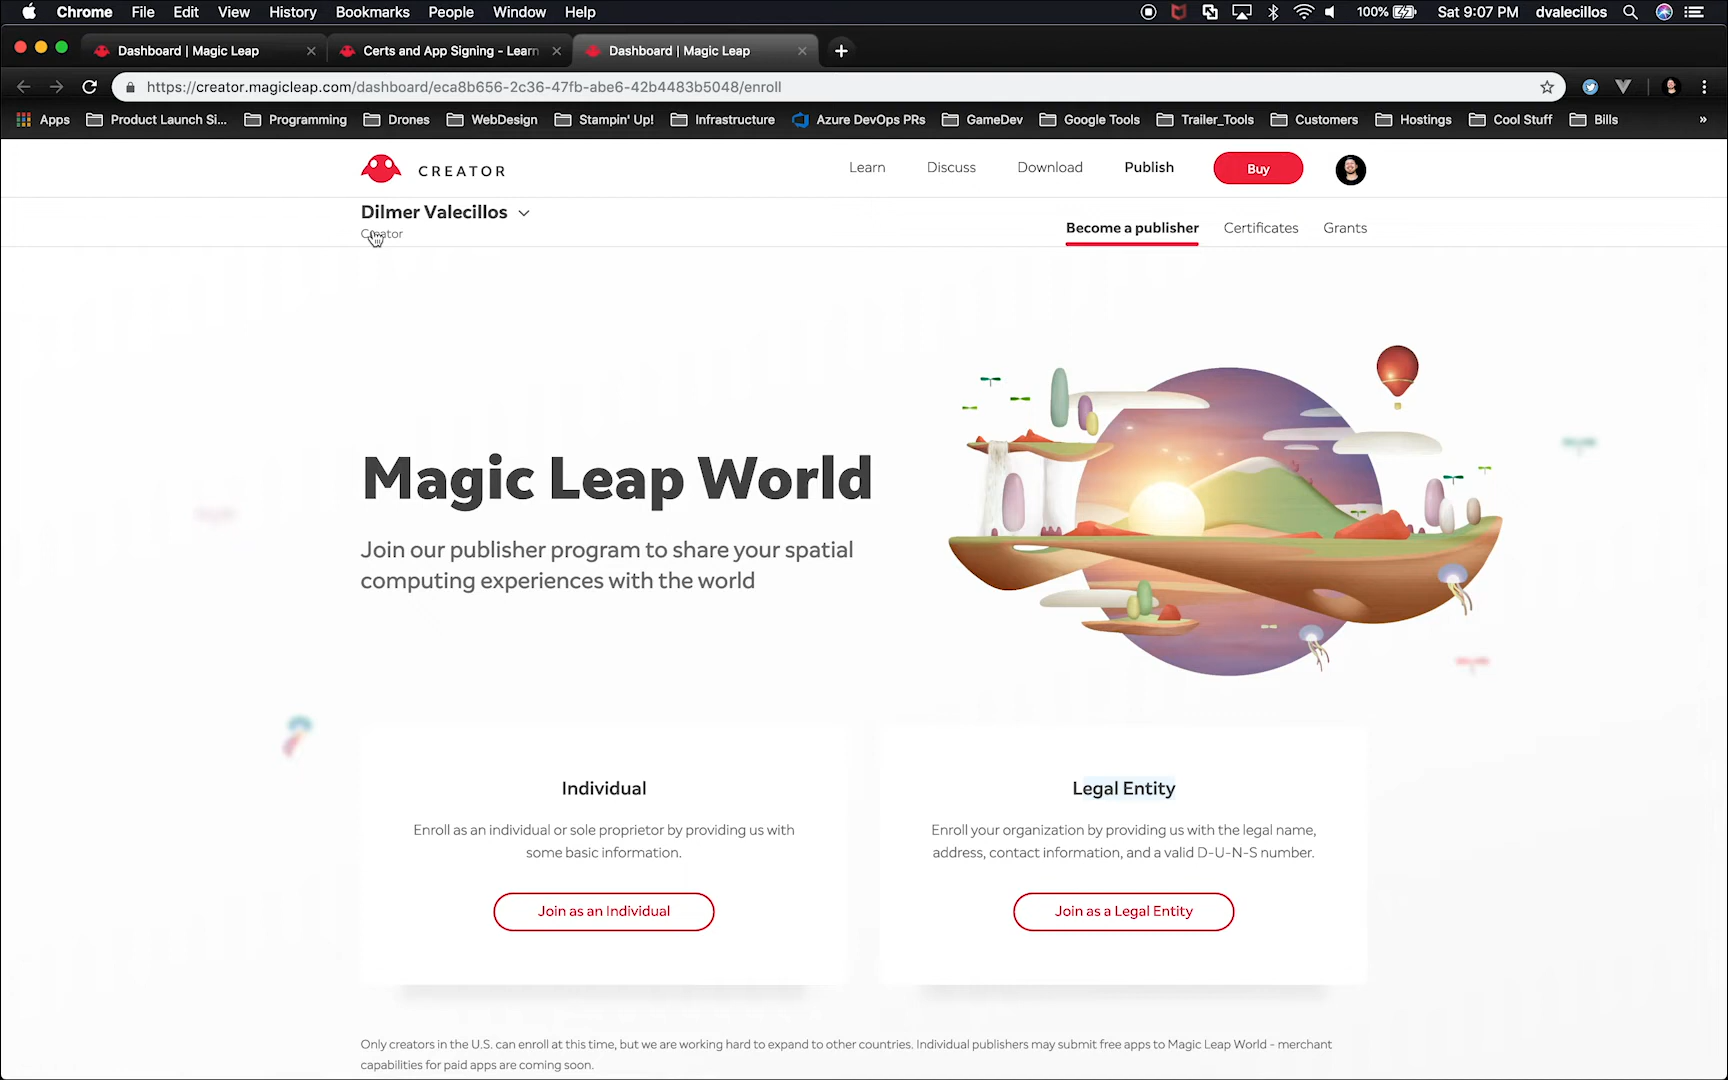 Chrome File Edit View History Bookmarks People Window Help 100% Sat 9:07 PM dvalecillos
Dashboard | Magic Leap Certs and App Signing - Learn Dashboard | Magic Leap
https://creator.magicleap.com/dashboard/eca8b656-2c36-47fb-abe6-42b4483b5048/enroll
Apps Product Launch Si... Programming Drones WebDesign Stampin' Up! Infrastructure Azure DevOps PRs GameDev Google Tools Trailer_Tools Customers Hostings Cool Stuff Bills »
CREATOR Learn Discuss Download Publish Buy
Dilmer Valecillos
Creator
Become a publisher Certificates Grants
Magic Leap World
Join our publisher program to share your spatial
computing experiences with the world
Individual
Enroll as an individual or sole proprietor by providing us with
some basic information.
Join as an Individual
Legal Entity
Enroll your organization by providing us with the legal name,
address, contact information, and a valid D-U-N-S number.
Join as a Legal Entity
Only creators in the U.S. can enroll at this time, but we are working hard to expand to other countries. Individual publishers may submit free apps to Magic Leap World - merchant
capabilities for paid apps are coming soon.